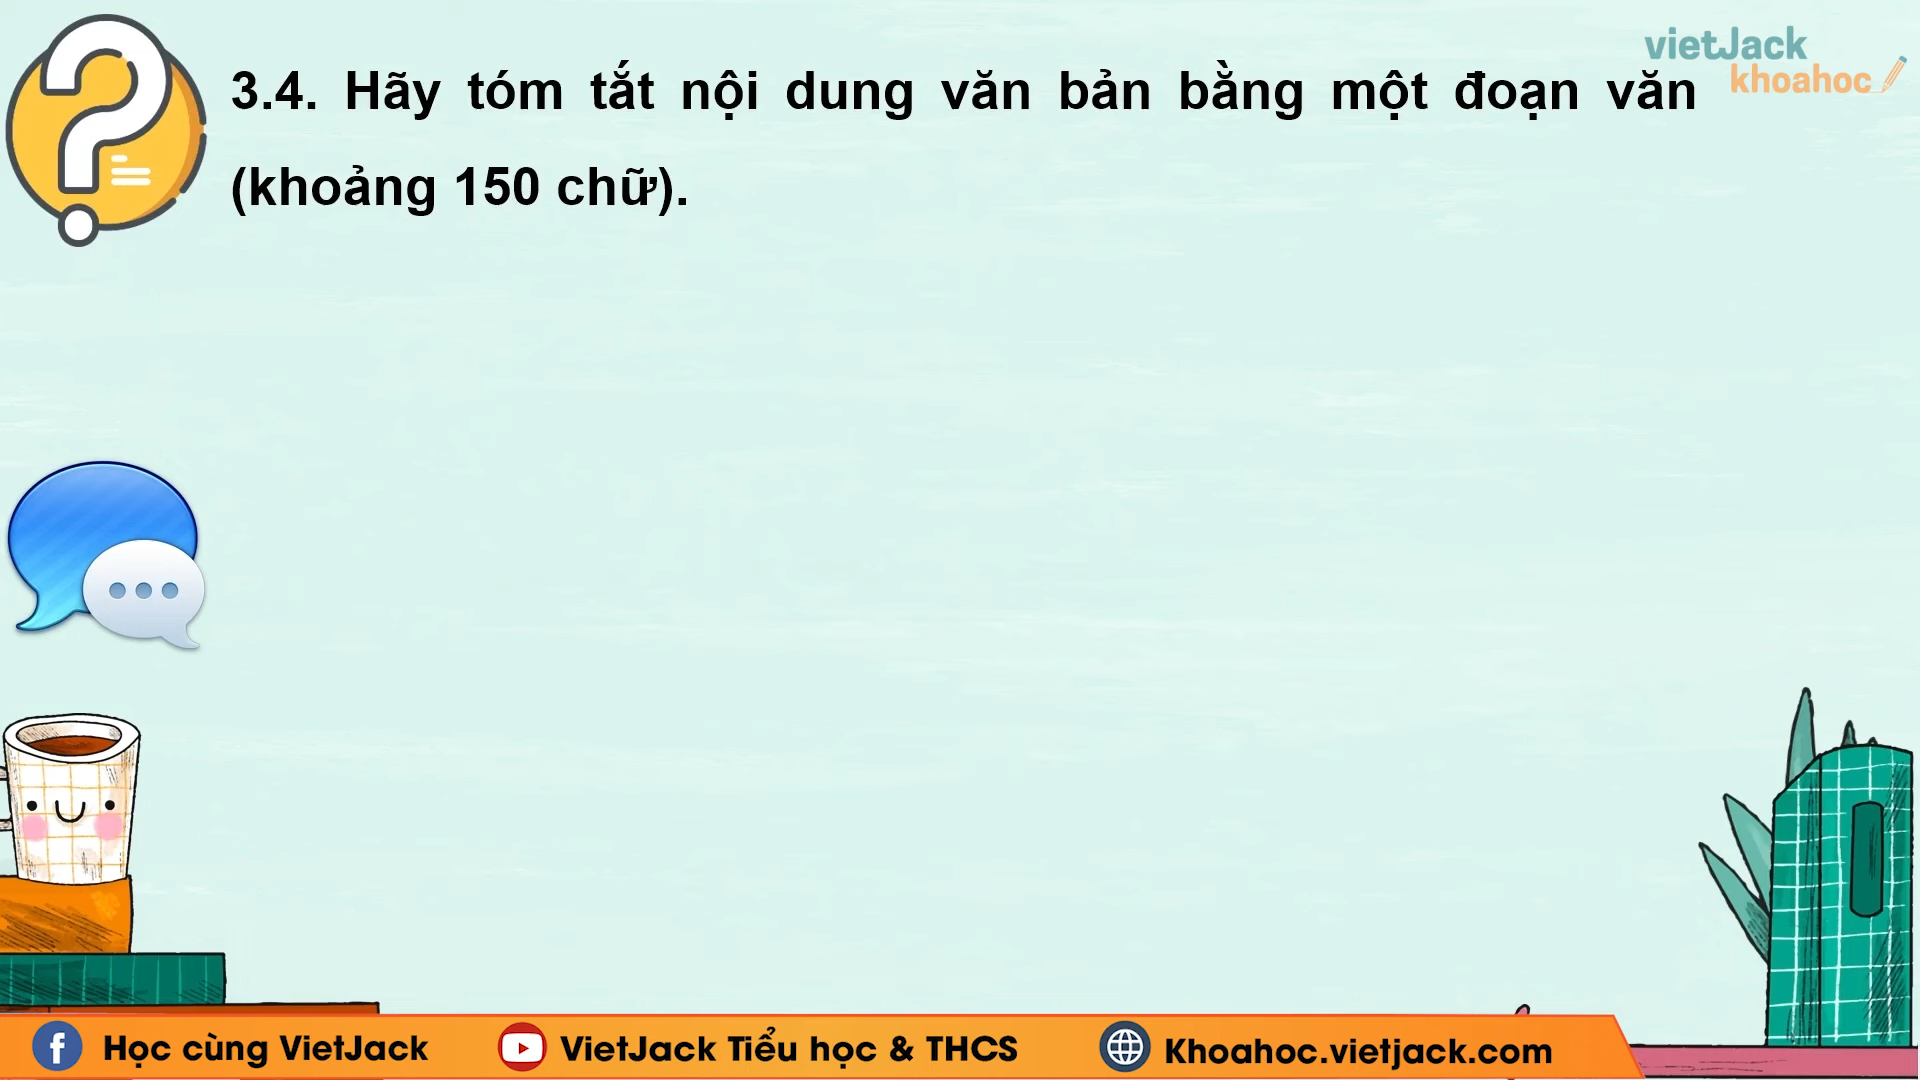 vietJack
khoahoc
3.4. Hãy tóm tắt nội dung văn bản bằng một đoạn văn
(khoảng 150 chữ).
Học cùng VietJack
VietJack Tiểu học & THCS
Khoahoc.vietjack.com